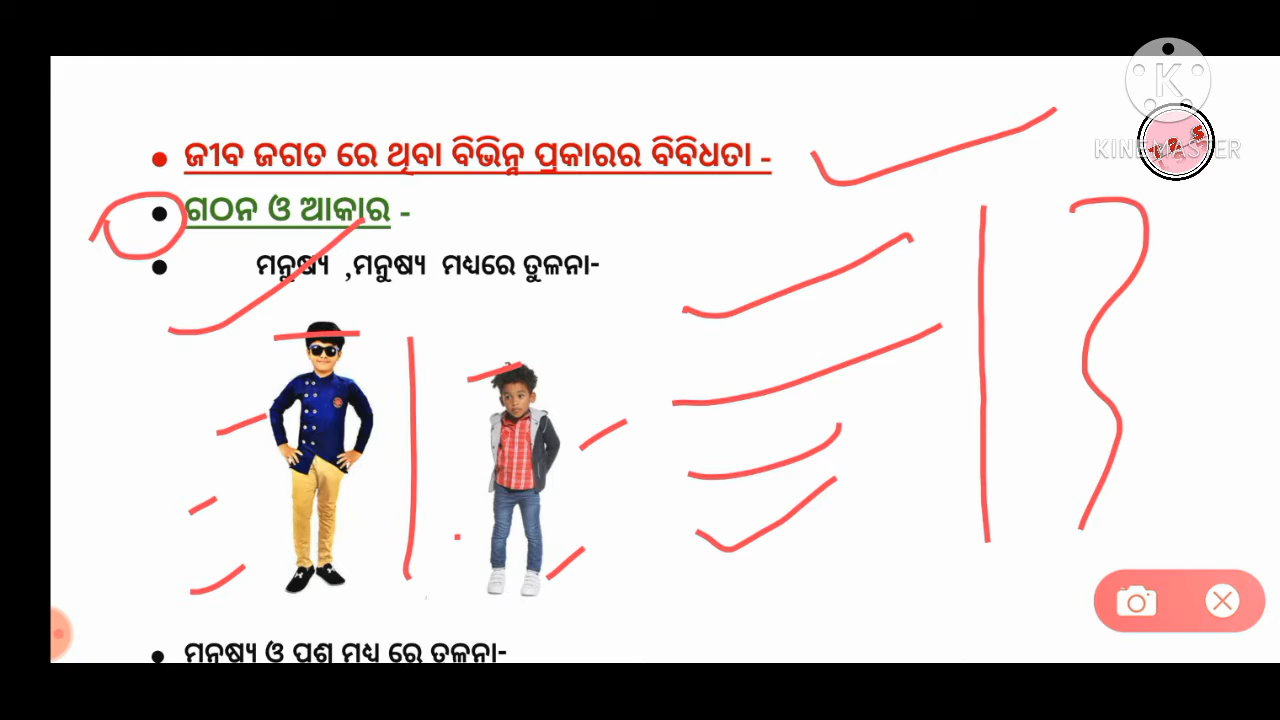 KINEMASTER
• ଜୀବ ଜଗତ ରେ ଥିବା ବିଭିନ୍ନ ପ୍ରକାରର ବିବିଧତା -
• ଗଠନ ଓ ଆକାର -
• ମନୁଷ୍ୟ ,ମନୁଷ୍ୟ ମଧ୍ୟରେ ତୁଳନା-
• ମନୁଷ୍ୟ ଓ ପଶୁ ମଧ୍ୟ ରେ ତୁଳନା-